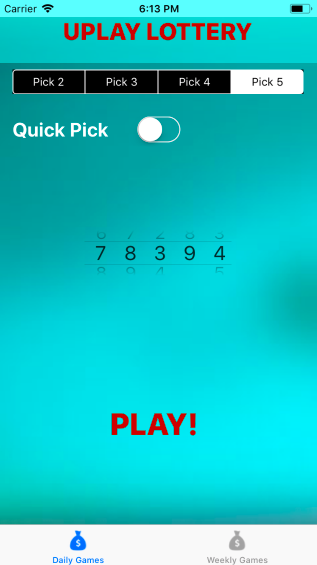 Carrier 6:13 PM
UPLAY LOTTERY
Pick 2 Pick 3 Pick 4 Pick 5
Quick Pick
7 8 3 9 4
PLAY!
Daily Games Weekly Games